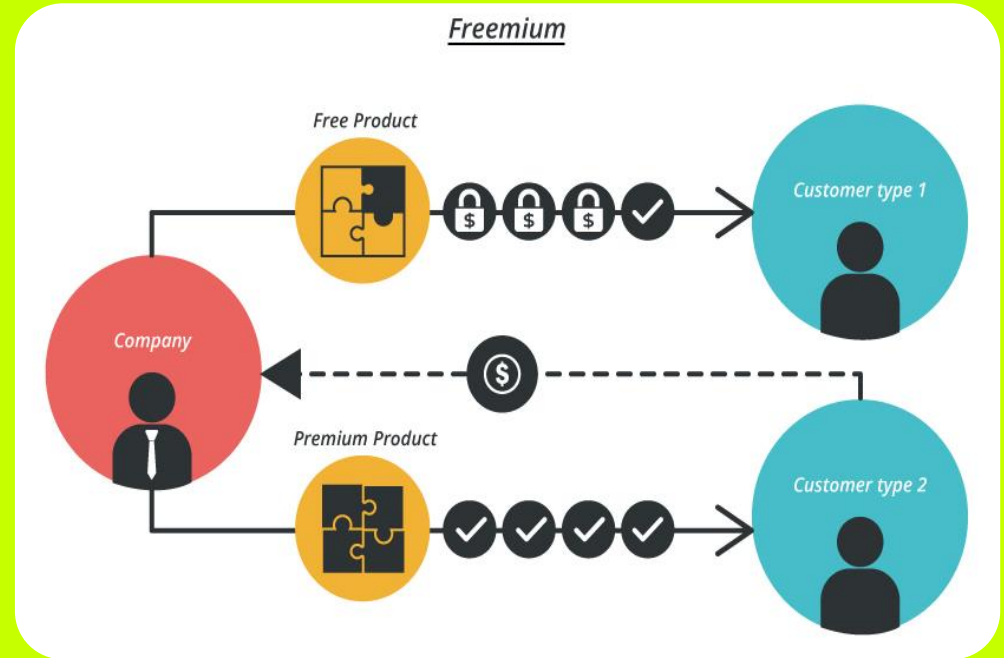 Freemium
Free Product
$
$
$
Customer type 1
Company
$
Premium Product
Customer type 2